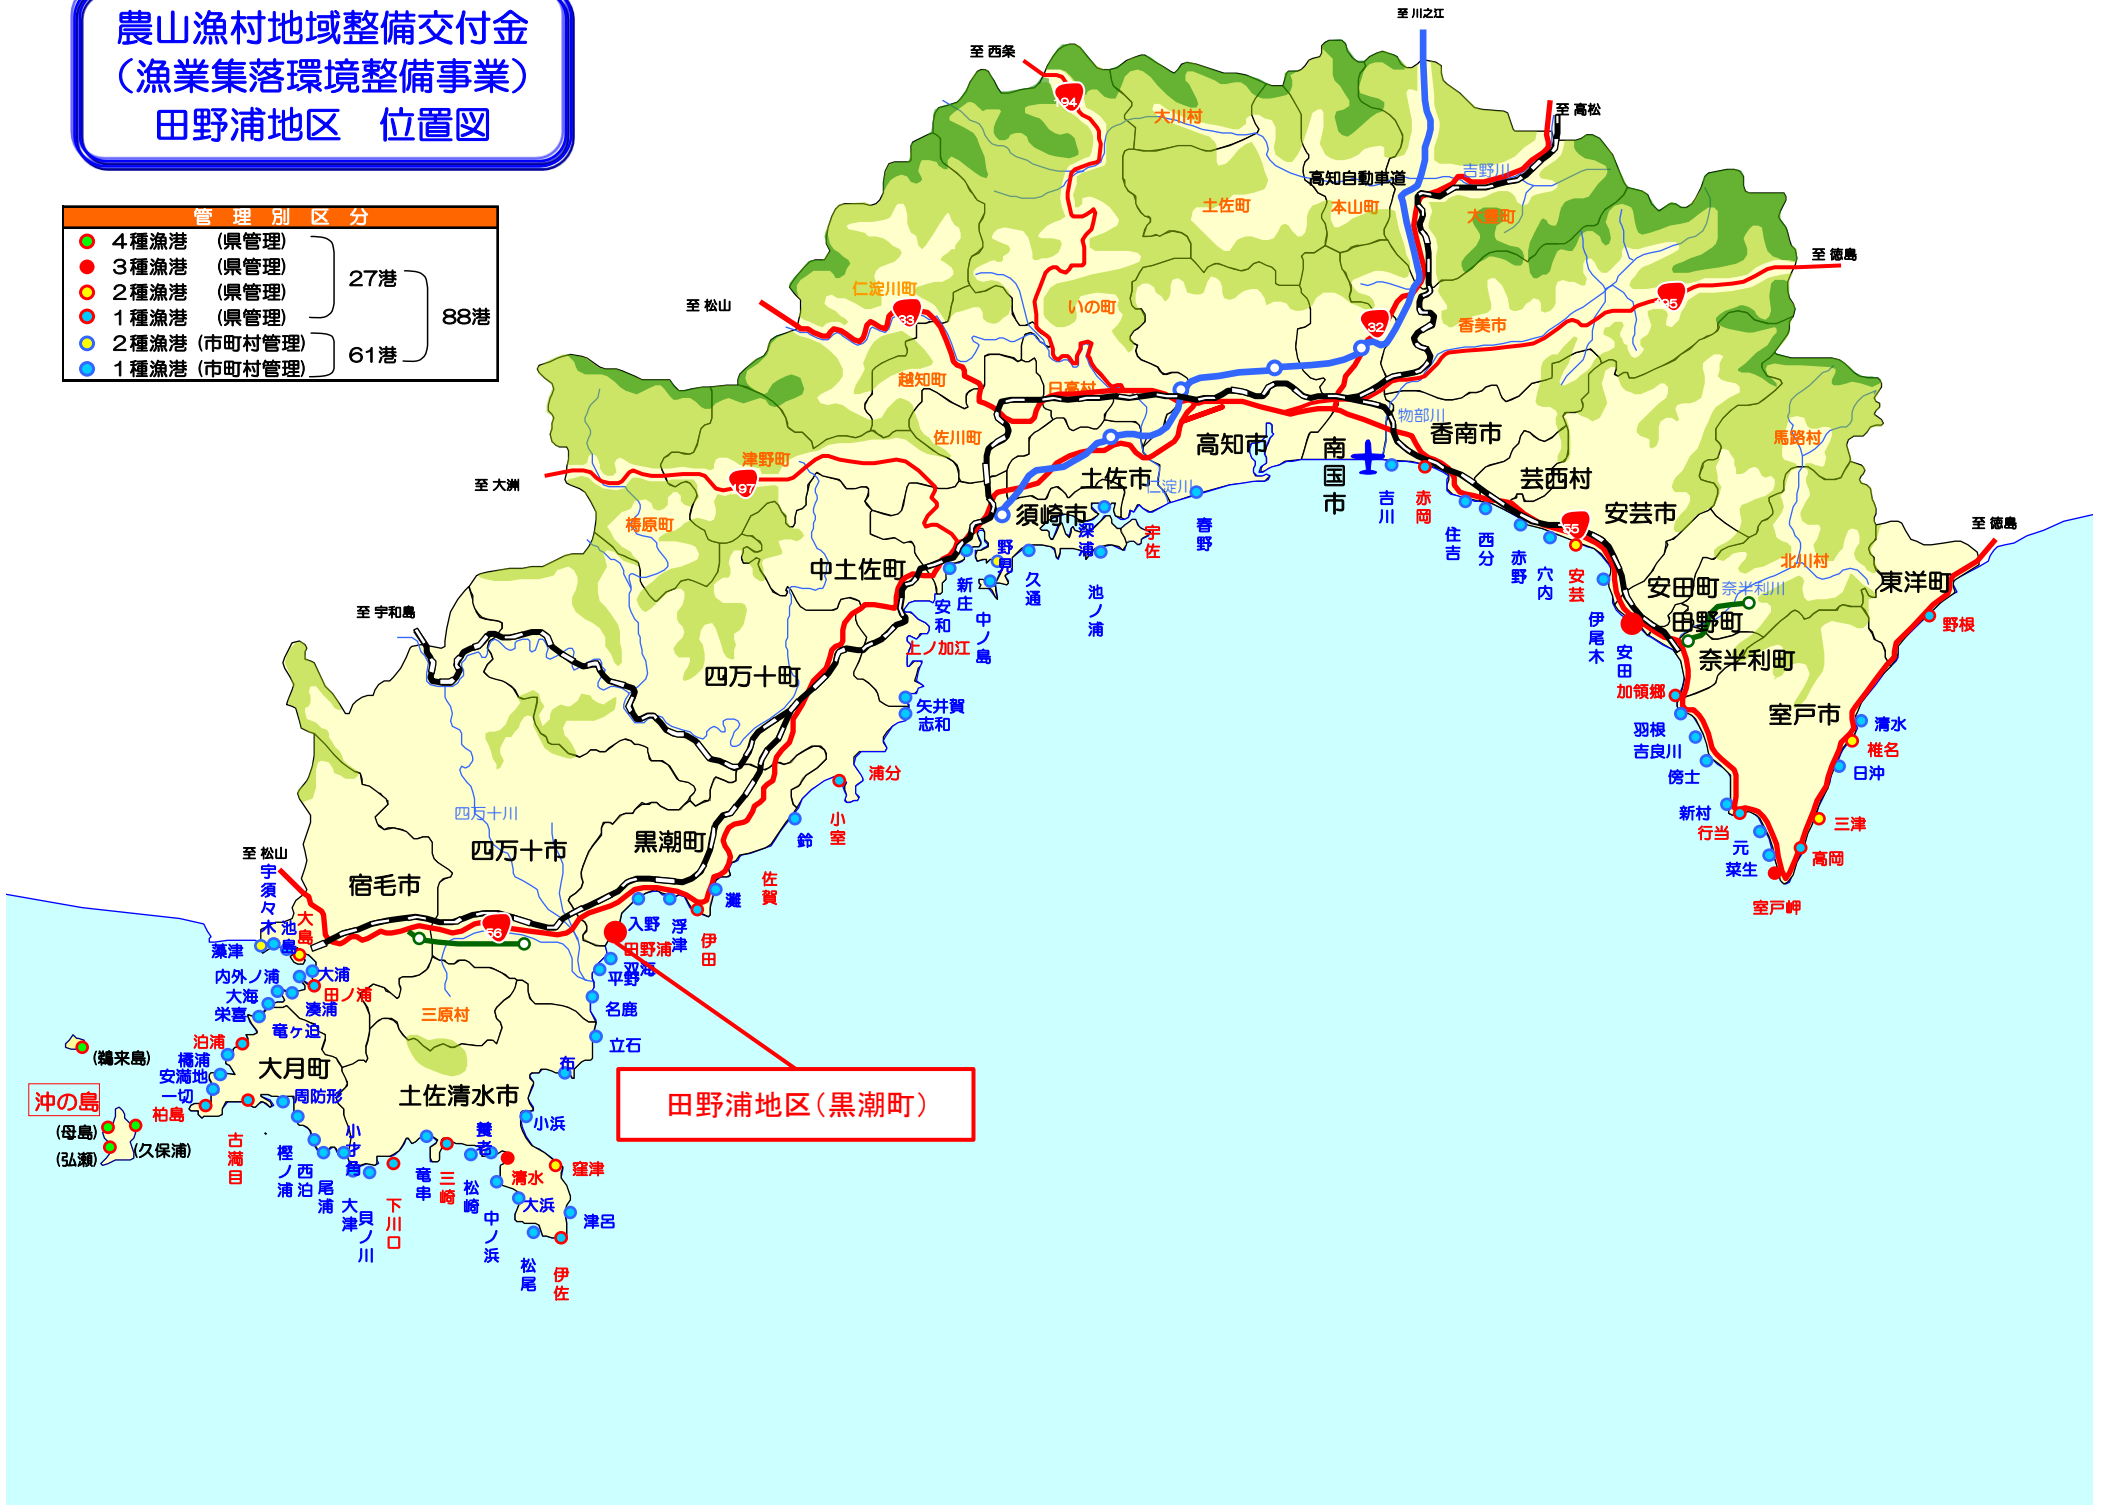 農山漁村地域整備交付金
（漁業集落環境整備事業）
田野浦地区　位置図
管理別区分
4種漁港 (県管理)
3種漁港 (県管理)
2種漁港 (県管理)
1種漁港 (県管理)
2種漁港 (市町村管理)
1種漁港 (市町村管理)
27港
61港
88港
至 川之江
至 西条
至 高松
至 徳島
至 松山
至 大洲
至 宇和島
至 徳島
至 松山
194
33
32
195
197
55
56
大川村
高知自動車道
吉野川
土佐町
本山町
大豊町
仁淀川町
いの町
香美市
越知町
日高村
佐川町
津野町
梼原町
物部川
馬路村
北川村
高知市
南国市
香南市
芸西村
安芸市
土佐市
仁淀川
須崎市
中土佐町
安田町
奈半利川
田野町
奈半利町
東洋町
室戸市
四万十町
四万十川
四万十市
黒潮町
宿毛市
三原村
大月町
土佐清水市
吉川
赤岡
住吉
西分
赤野
穴内
安芸
伊尾木
安田
加領郷
羽根
吉良川
傍士
新村
行当
元
菜生
室戸岬
高岡
三津
日沖
椎名
清水
野根
春野
宇佐
深浦
池ノ浦
久通
野見
中ノ島
新庄
安和
上ノ加江
矢井賀
志和
浦分
小室
鈴
佐賀
灘
伊田
浮津
入野
田野浦
双海
平野
名鹿
立石
布
小浜
窪津
津呂
伊佐
松尾
大浜
中ノ浜
清水
養老
松崎
三崎
竜串
下川口
貝ノ川
大津
小才角
尾浦
西泊
樫ノ浦
周防形
古満目
柏島
一切
安満地
橘浦
泊浦
竜ヶ迫
栄喜
大海
湊浦
内外ノ浦
田ノ浦
大浦
藻津
宇須々木
池島
大島
(鵜来島)
沖の島
(母島)
(弘瀬)
(久保浦)
田野浦地区（黒潮町）